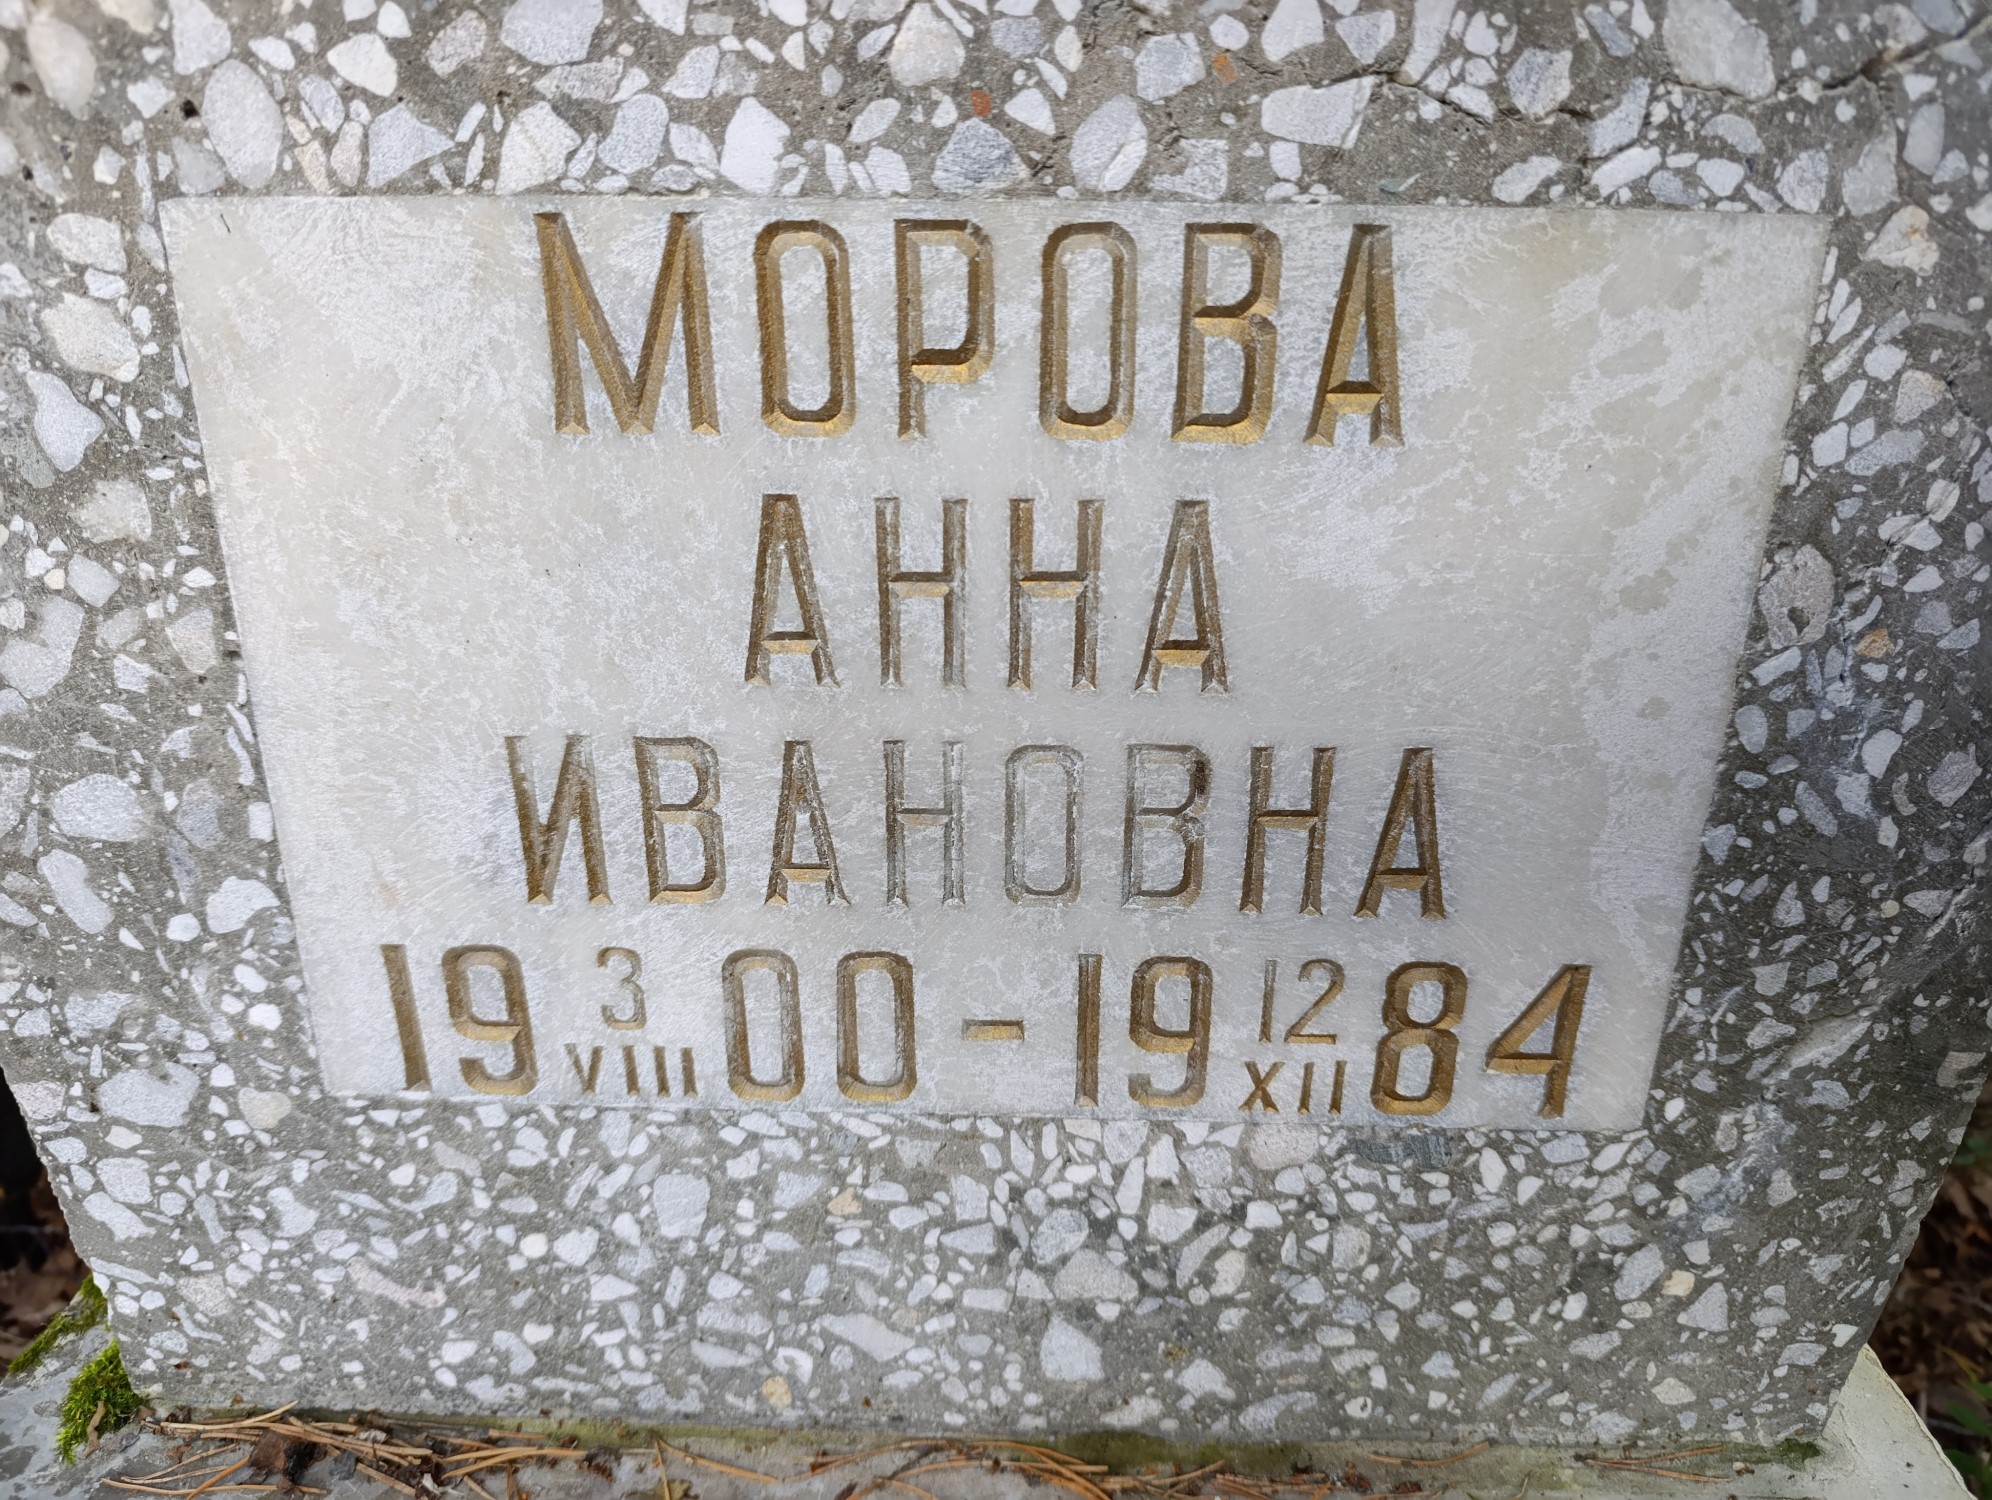 МОРОВА
АННА
ИВАНОВНА
19 3/VIII 00 - 19 12/XII 84